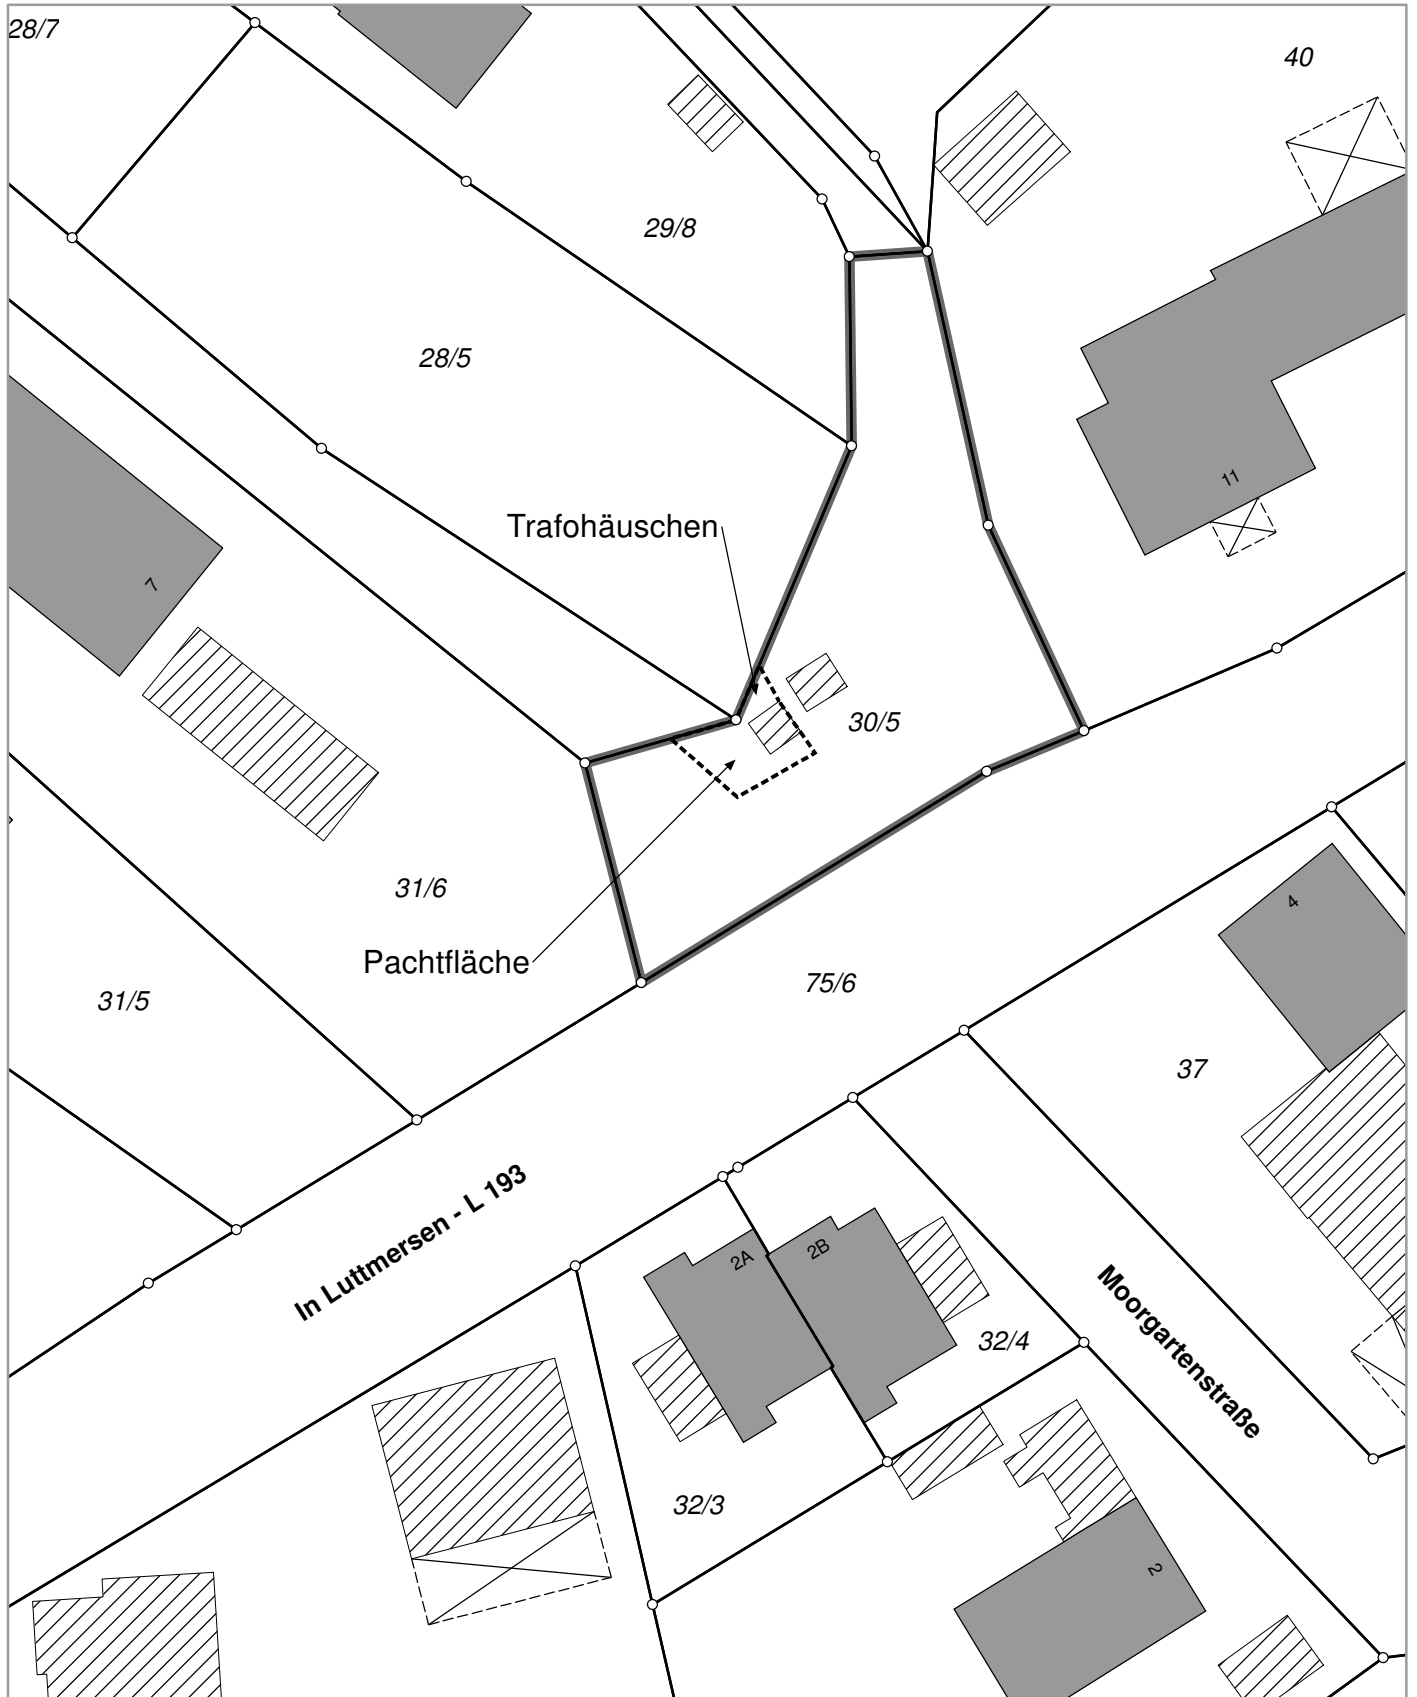 28/7
40
29/8
28/5
11
Trafohäuschen
7
30/5
31/6
4
Pachtfläche
75/6
31/5
37
In Luttmersen - L 193
2A
2B
Moorgartenstraße
32/4
32/3
2